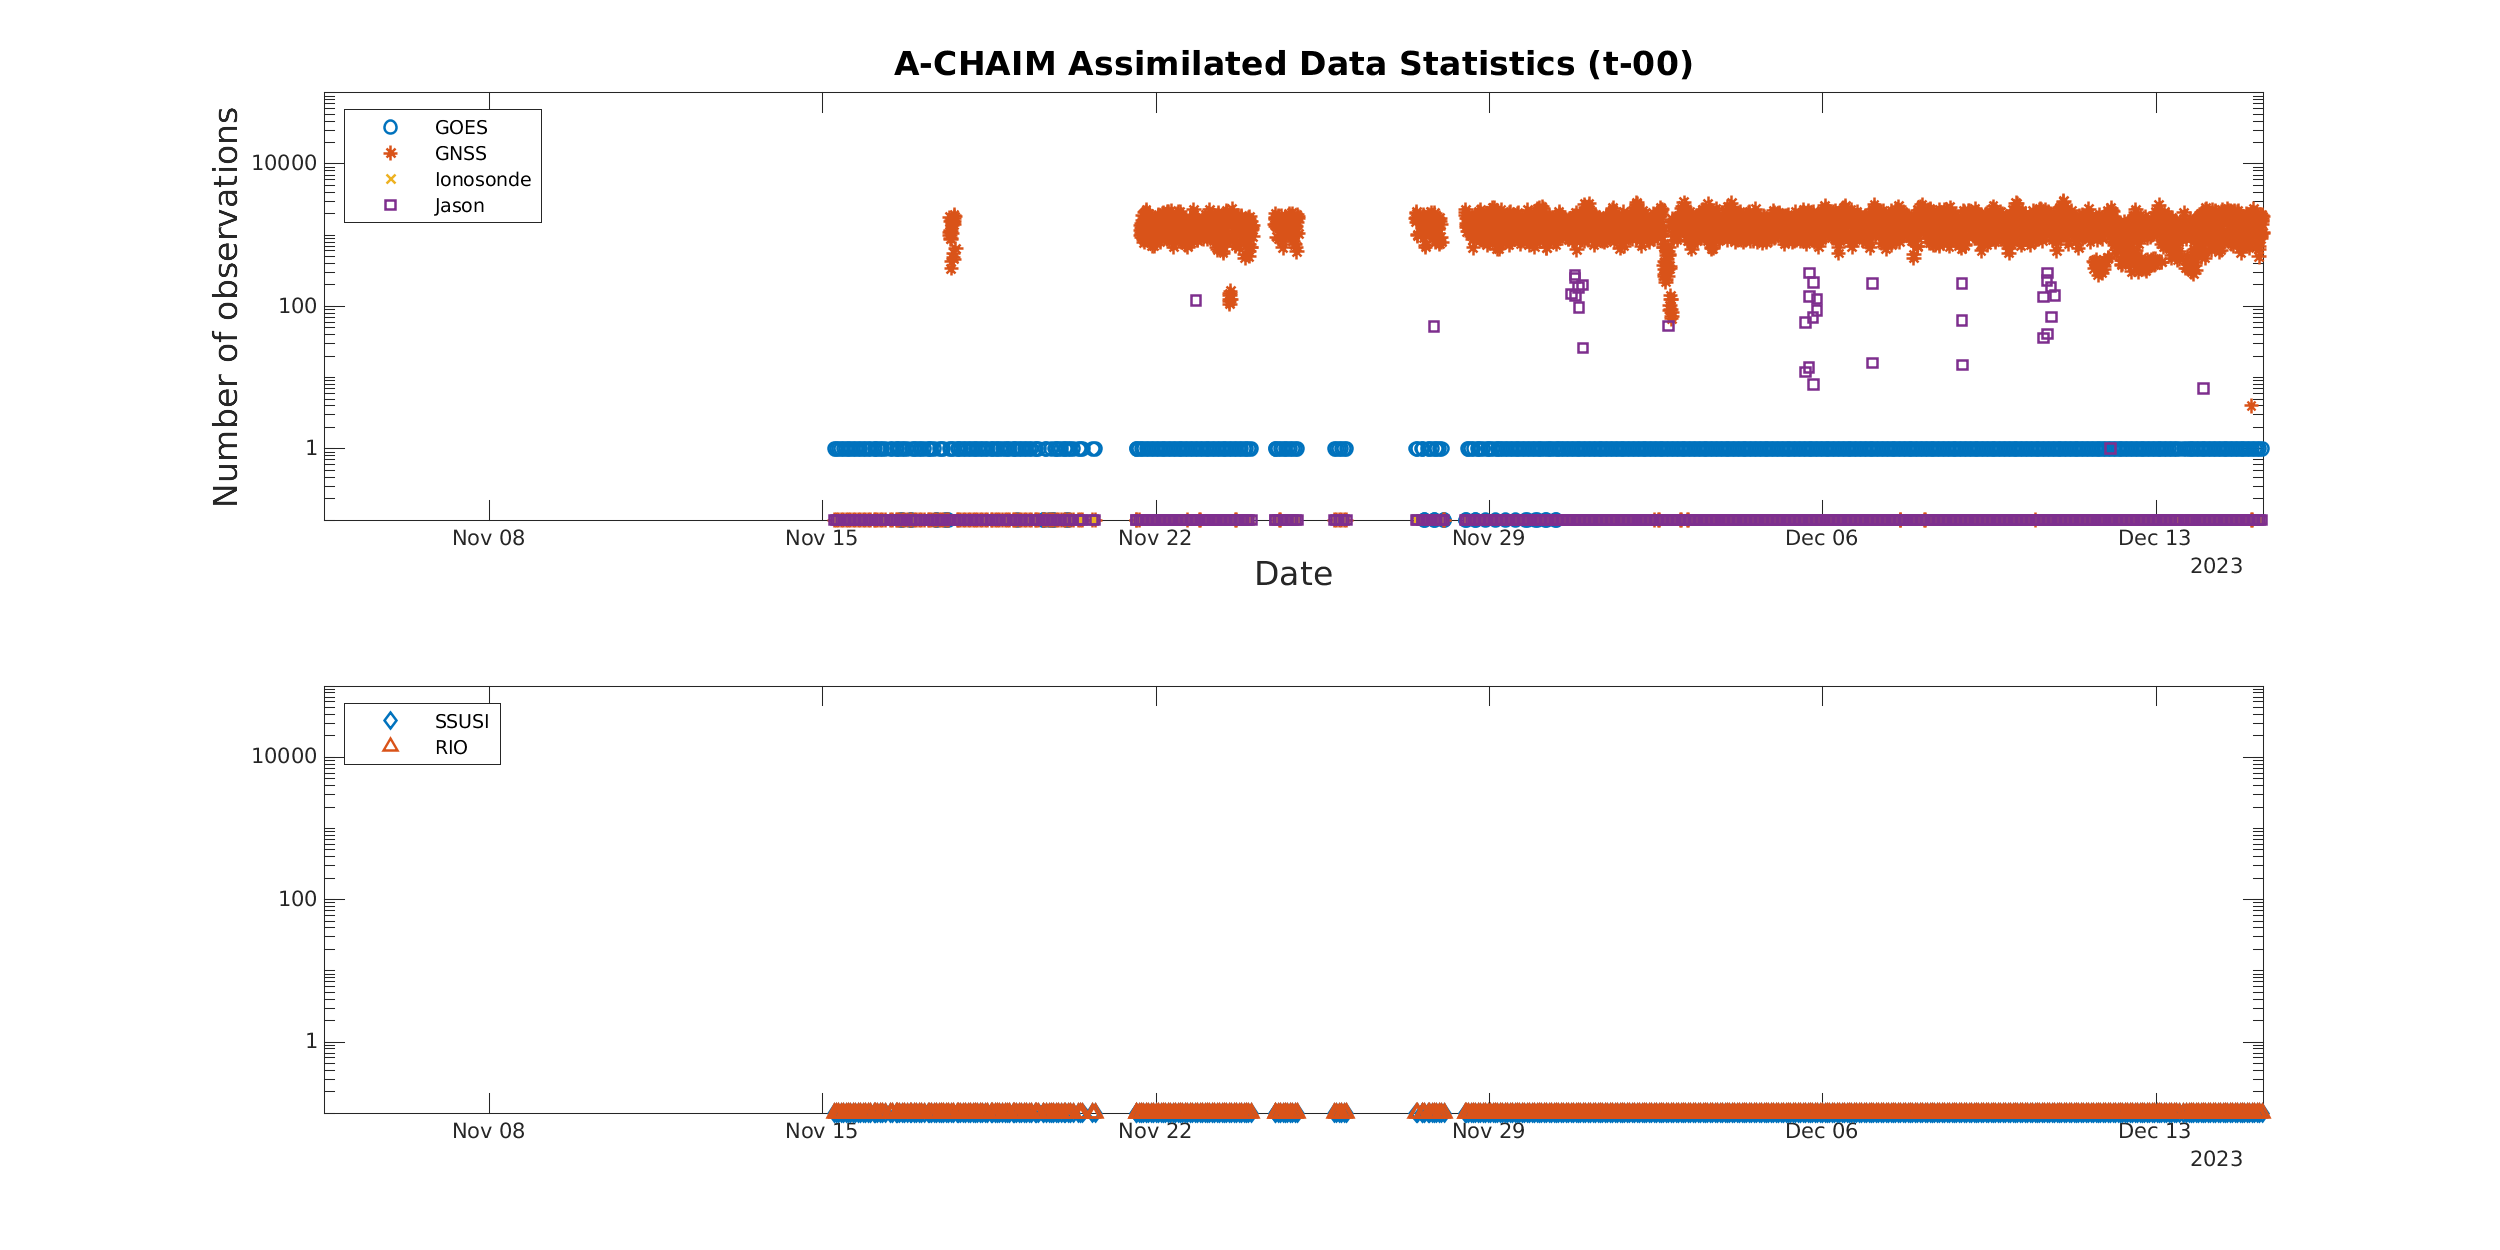 A-CHAIM Assimilated Data Statistics (t-00)
Number of observations
GOES
GNSS
Ionosonde
Jason
10000
100
1
Nov 08 Nov 15 Nov 22 Nov 29 Dec 06 Dec 13
2023
Date
SSUSI
RIO
10000
100
1
Nov 08 Nov 15 Nov 22 Nov 29 Dec 06 Dec 13
2023